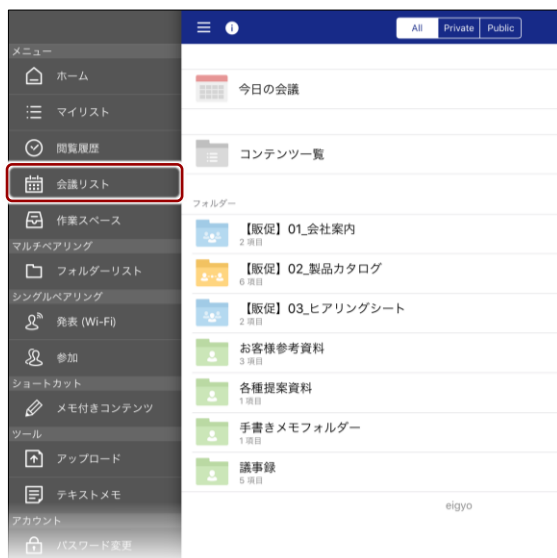 メニュー
ホーム
マイリスト
閲覧履歴
会議リスト
作業スペース
マルチペアリング
フォルダーリスト
シングルペアリング
発表 (Wi-Fi)
参加
ショートカット
メモ付きコンテンツ
ツール
アップロード
テキストメモ
アカウント
パスワード変更
All Private Public
今日の会議
コンテンツ一覧
フォルダー
【販促】01_会社案内
2 項目
【販促】02_製品カタログ
6 項目
【販促】03_ヒアリングシート
2 項目
お客様参考資料
3 項目
各種提案資料
1 項目
手書きメモフォルダー
1 項目
議事録
5 項目
eigyo